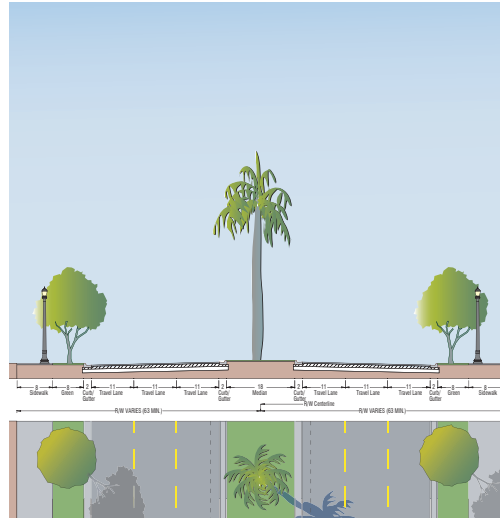 8 8 2 11 11 11 2 18 2 11 11 11 2 8 8
Sidewalk Green Curb/ Travel Lane Travel Lane Travel Lane Curb/ Median Curb/ Travel Lane Travel Lane Travel Lane Curb/ Green Sidewalk
Gutter Gutter Gutter Gutter
R/W Centerline
R/W VARIES (63 MIN.) R/W VARIES (63 MIN.)